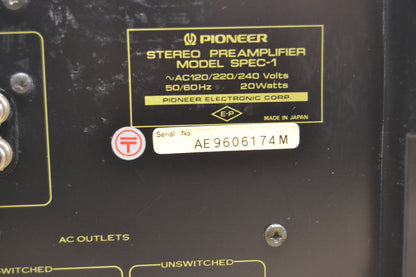 PIONEER
STEREO PREAMPLIFIER
MODEL SPEC-1
~AC120/220/240 Volts
50/60Hz 20Watts
PIONEER ELECTRONIC CORP.
E-P
MADE IN JAPAN
Serial No.
AE9606174M
AC OUTLETS
SWITCHED
UNSWITCHED